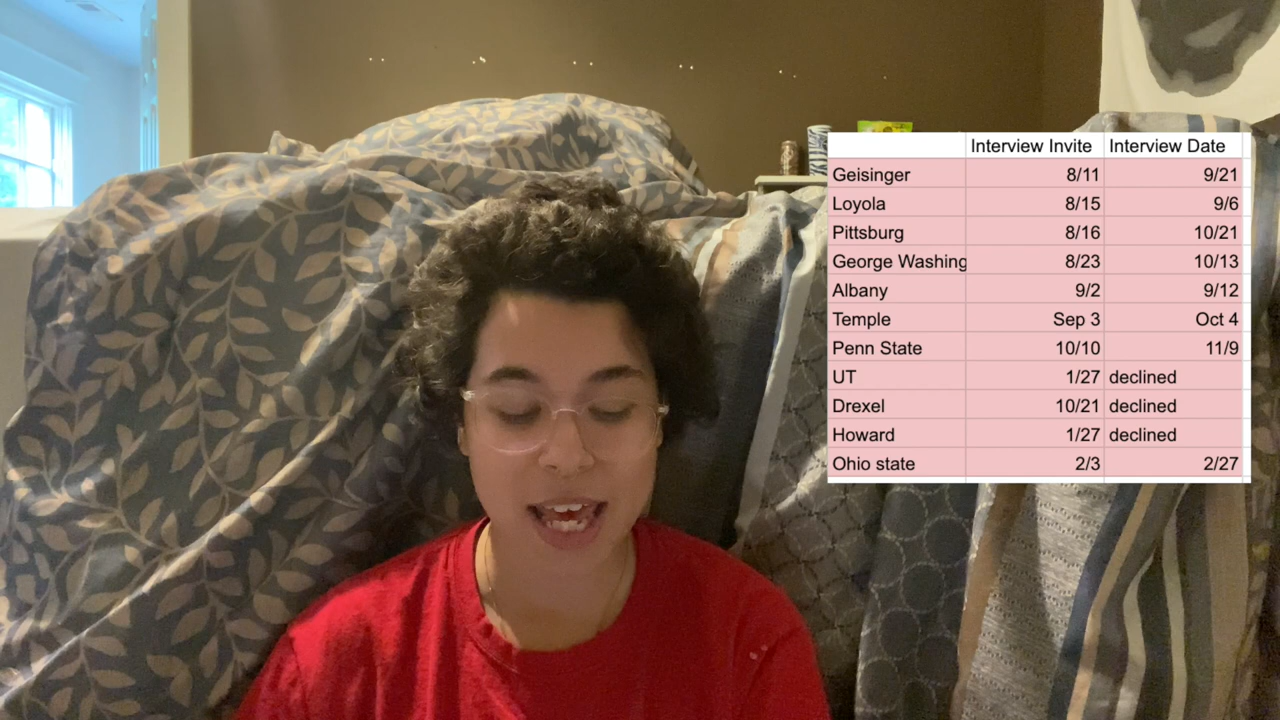 Interview Invite Interview Date
Geisinger 8/11 9/21
Loyola 8/15 9/6
Pittsburg 8/16 10/21
George Washing 8/23 10/13
Albany 9/2 9/12
Temple Sep 3 Oct 4
Penn State 10/10 11/9
UT 1/27 declined
Drexel 10/21 declined
Howard 1/27 declined
Ohio state 2/3 2/27